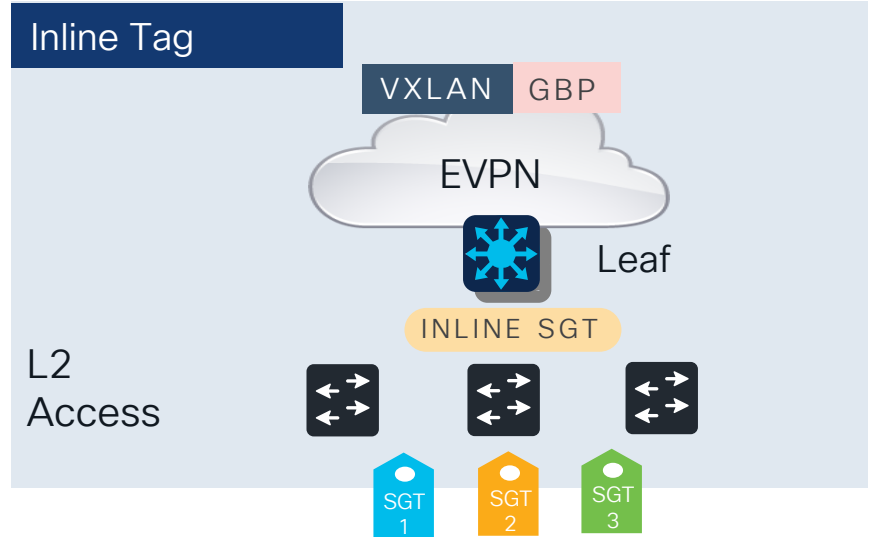 Inline Tag
VXLAN GBP
EVPN
Leaf
INLINE SGT
L2
Access
SGT
1
SGT
2
SGT
3